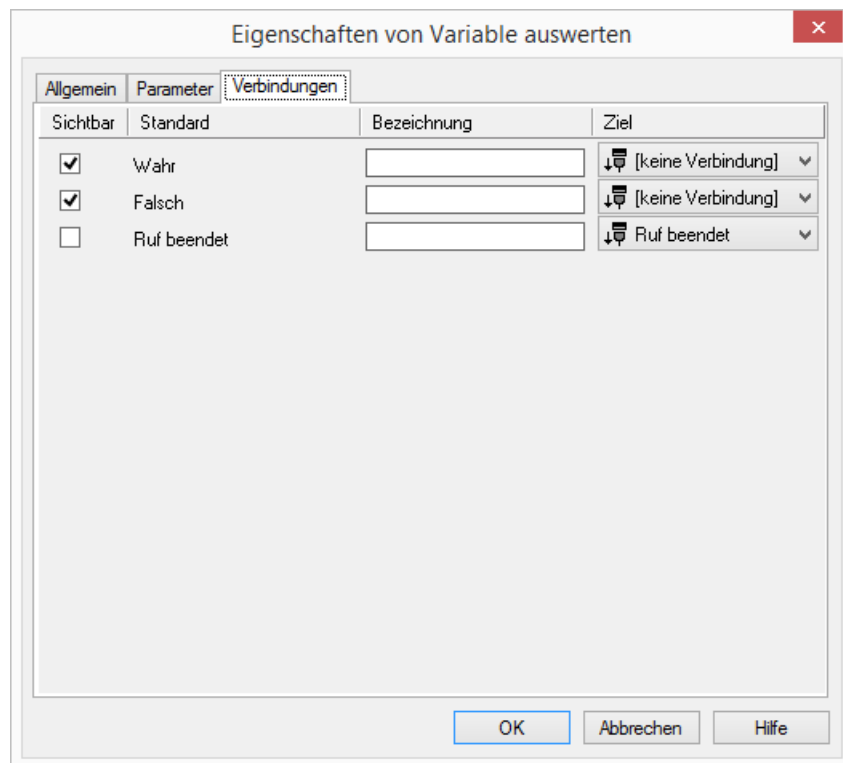 Eigenschaften von Variable auswerten
Allgemein Parameter Verbindungen
Sichtbar Standard Bezeichnung Ziel
Wahr [keine Verbindung]
Falsch [keine Verbindung]
Ruf beendet Ruf beendet
OK Abbrechen Hilfe